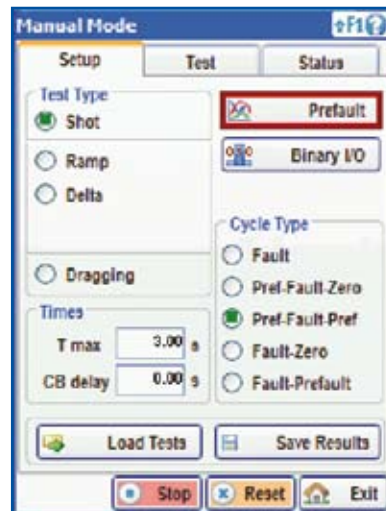 Manual Mode
F1
Setup
Test
Status
Test Type
Shot
Ramp
Delta
Dragging
Prefault
Binary I/O
Cycle Type
Fault
Pref-Fault-Zero
Pref-Fault-Pref
Fault-Zero
Fault-Prefault
Times
T max 3.00 s
CB delay 0.00 s
Load Tests
Save Results
Stop
Reset
Exit